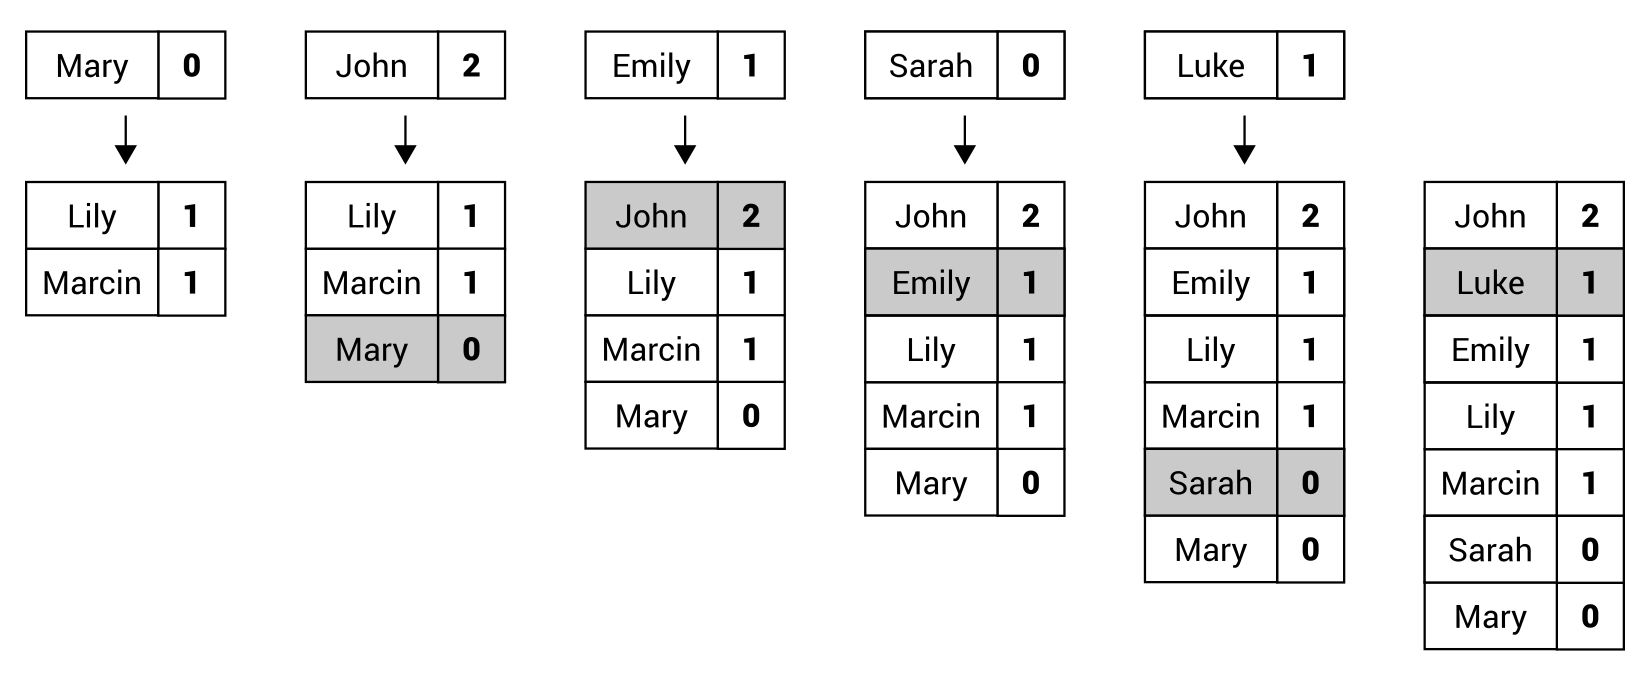 Mary 0 John 2 Emily 1 Sarah 0 Luke 1
Lily 1 Lily 1 John 2 John 2 John 2 John 2
Marcin 1 Marcin 1 Lily 1 Emily 1 Emily 1 Luke 1
Mary 0 Marcin 1 Lily 1 Lily 1 Emily 1
Mary 0 Marcin 1 Marcin 1 Lily 1
Mary 0 Sarah 0 Marcin 1
Mary 0 Sarah 0
Mary 0